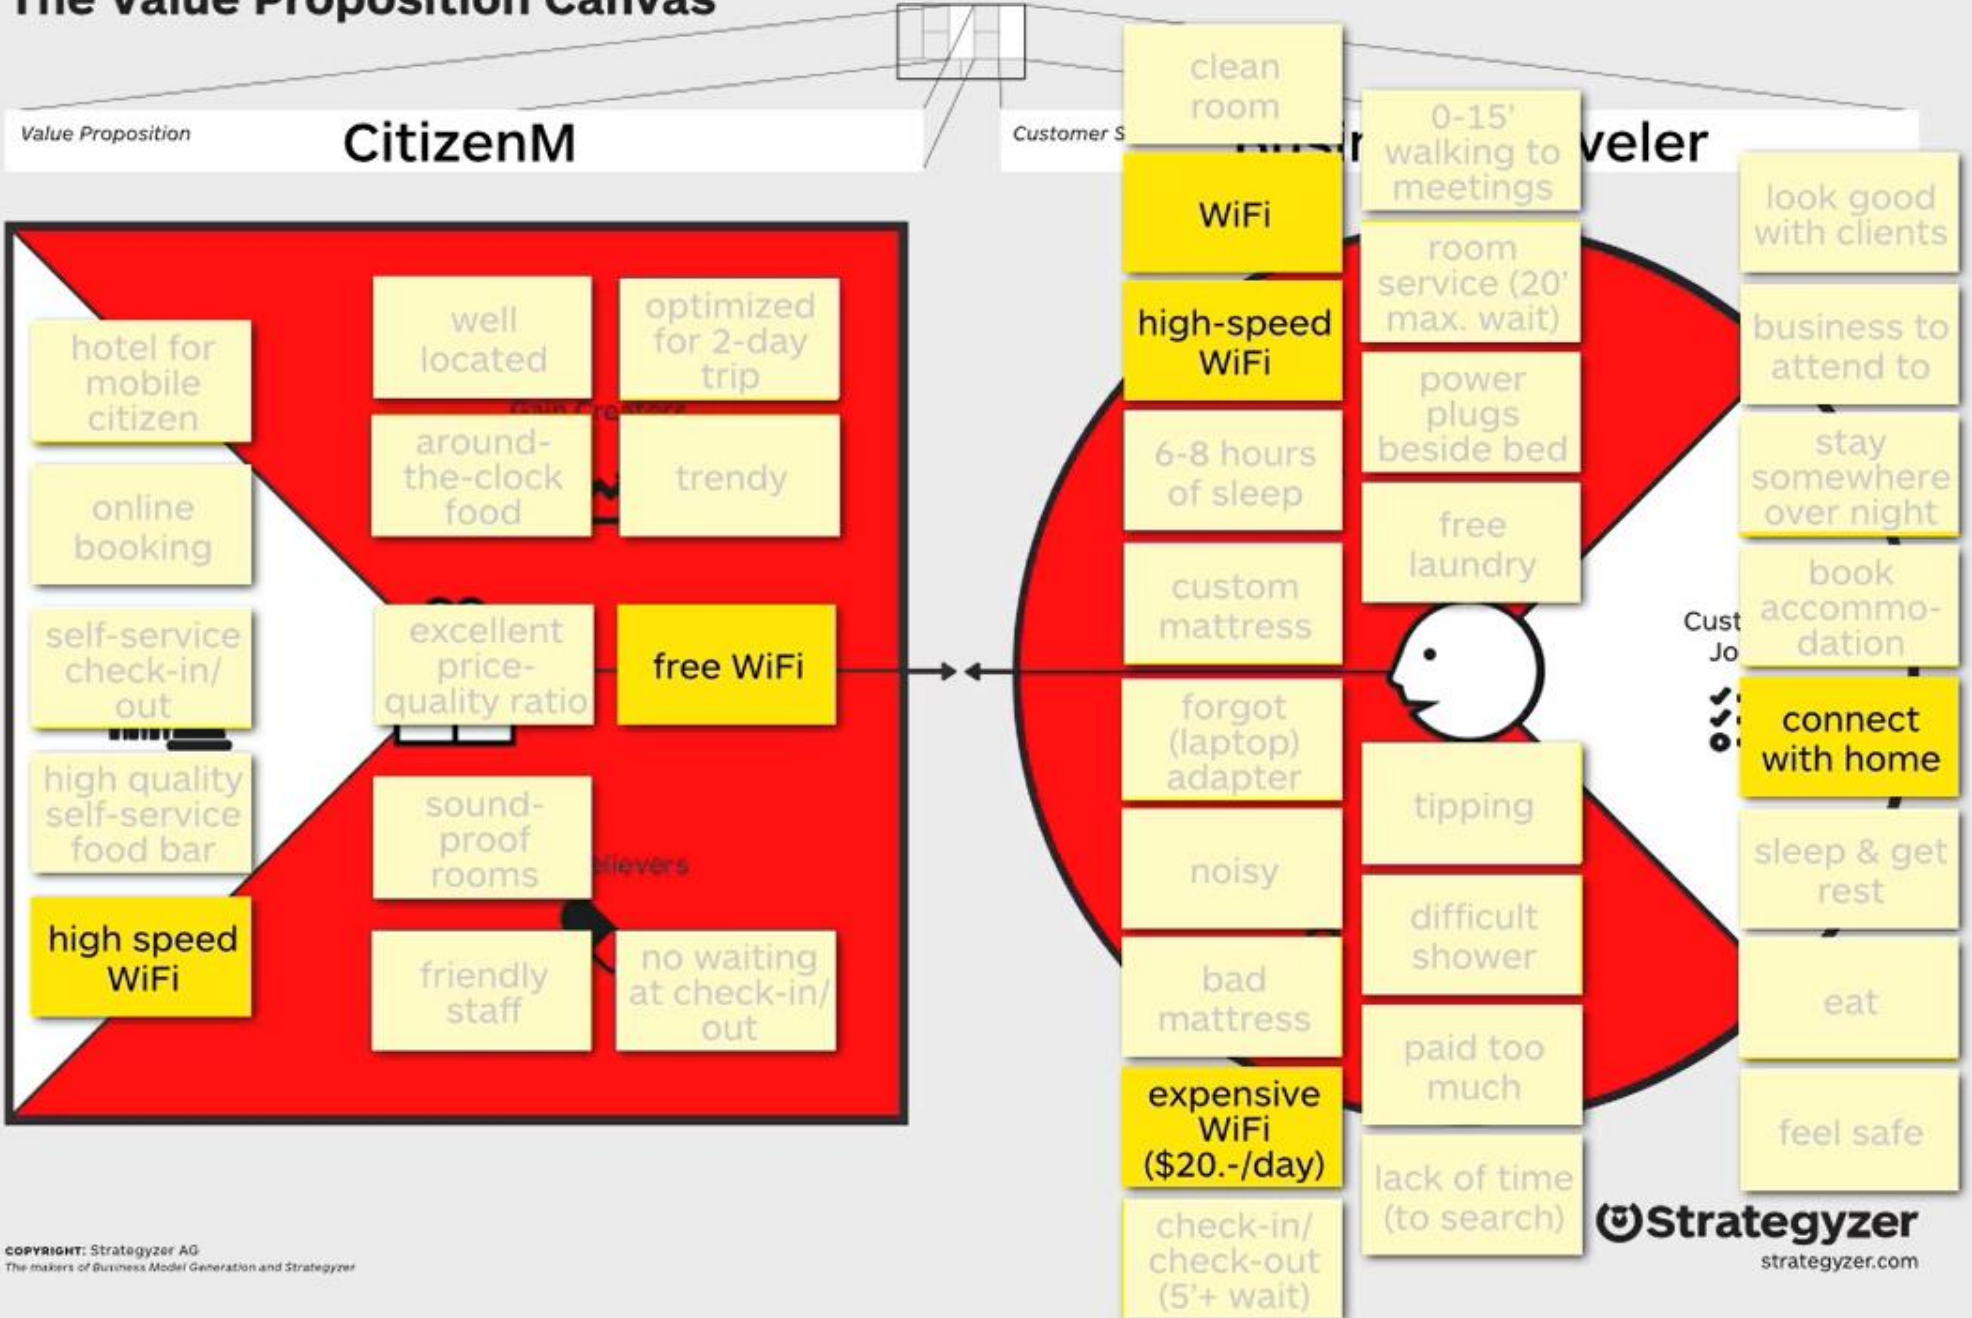 The Value Proposition Canvas
Value Proposition
CitizenM
Customer S
veler
hotel for
mobile
citizen
online
booking
self-service
check-in/
out
high quality
self-service
food bar
high speed
WiFi
well
located
optimized
for 2-day
trip
Gain Creators
around-
the-clock
food
trendy
excellent
price-
quality ratio
free WiFi
sound-
proof
rooms
elievers
friendly
staff
no waiting
at check-in/
out
clean
room
WiFi
high-speed
WiFi
6-8 hours
of sleep
custom
mattress
forgot
(laptop)
adapter
noisy
bad
mattress
expensive
WiFi
($20.-/day)
check-in/
check-out
(5'+ wait)
0-15'
walking to
meetings
room
service (20'
max. wait)
power
plugs
beside bed
free
laundry
tipping
difficult
shower
paid too
much
lack of time
(to search)
Cust
Jo
look good
with clients
business to
attend to
stay
somewhere
over night
book
accommo-
dation
connect
with home
sleep & get
rest
eat
feel safe
COPYRIGHT: Strategyzer AG
The makers of Business Model Generation and Strategyzer
Strategyzer
strategyzer.com